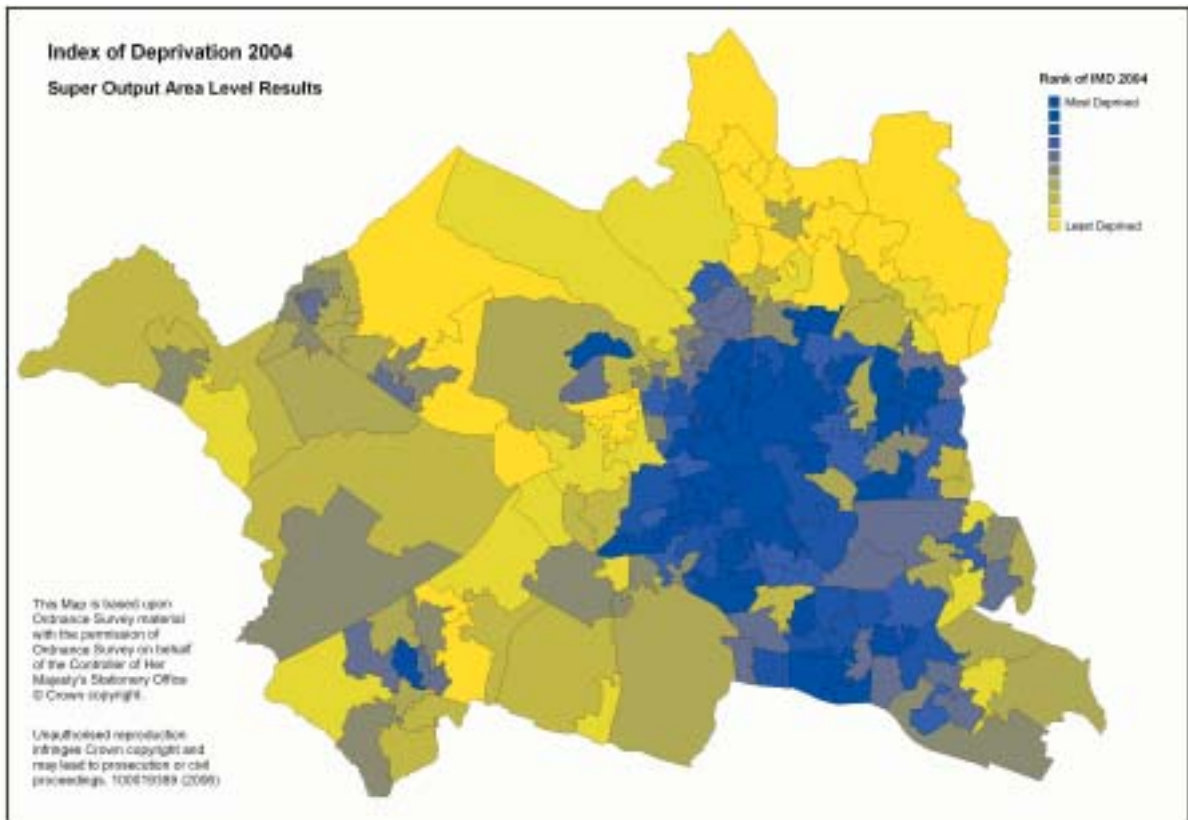 Index of Deprivation 2004
Super Output Area Level Results
Rank of IMD 2004
Most Deprived
Least Deprived
This Map is based upon
Ordnance Survey material
with the permission of
Ordnance Survey on behalf
of the Controller of Her
Majesty's Stationery Office
© Crown copyright.
Unauthorised reproduction
infringes Crown copyright and
may lead to prosecution or civil
proceedings. 100019389 (2006)